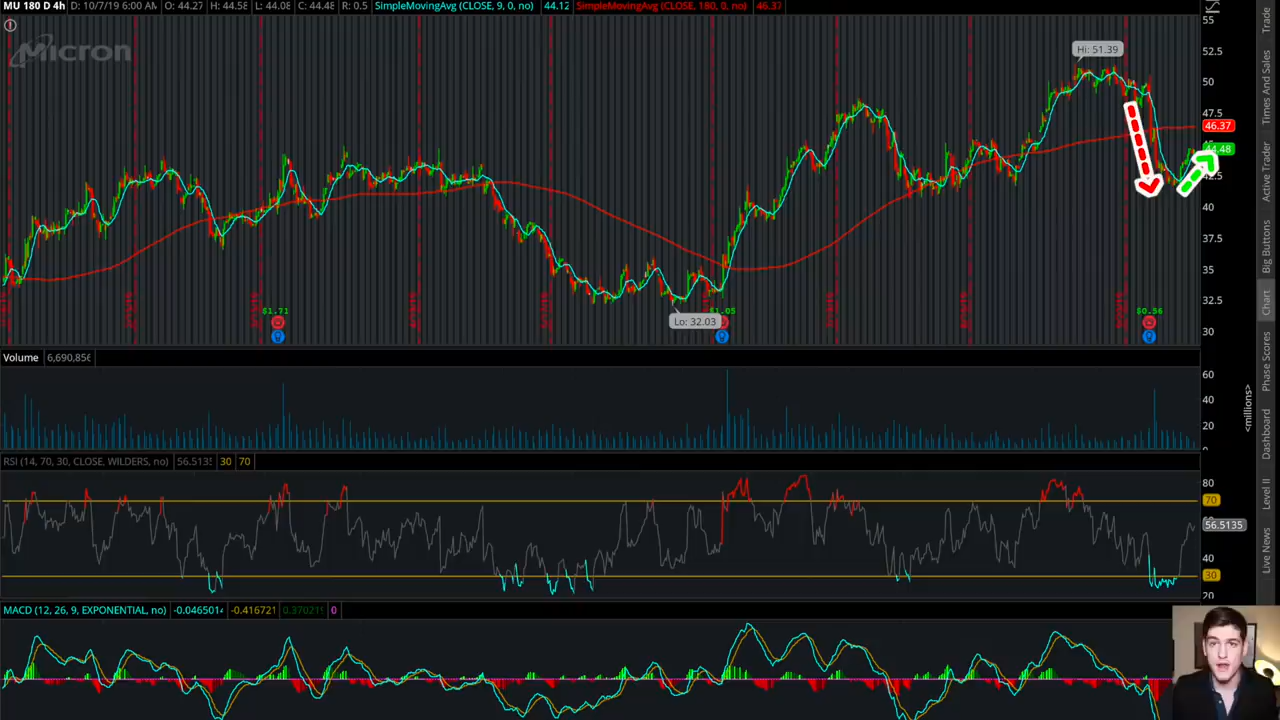 MU 180 D 4h D: 10/7/19 6:00 AM O: 44.27 H: 44.58 L: 44.08 C: 44.48 R: 0.5 SimpleMovingAvg (CLOSE, 9, 0, no) 44.12 SimpleMovingAvg (CLOSE, 180, 0, no) 46.37
Micron
55
52.5
50
47.5
46.37
44.48
42.5
40
37.5
35
32.5
30
Hi: 51.39
Lo: 32.03
$1.71
$1.05
$0.56
Volume 6,690,856
60
40
20
<millions>
RSI (14, 70, 30, CLOSE, WILDERS, no) 56.5135 30 70
80
70
56.5135
40
30
20
MACD (12, 26, 9, EXPONENTIAL, no) -0.046501 -0.416721 0
Trade
Times And Sales
Active Trader
Big Buttons
Chart
Phase Scores
Dashboard
Level II
Live News